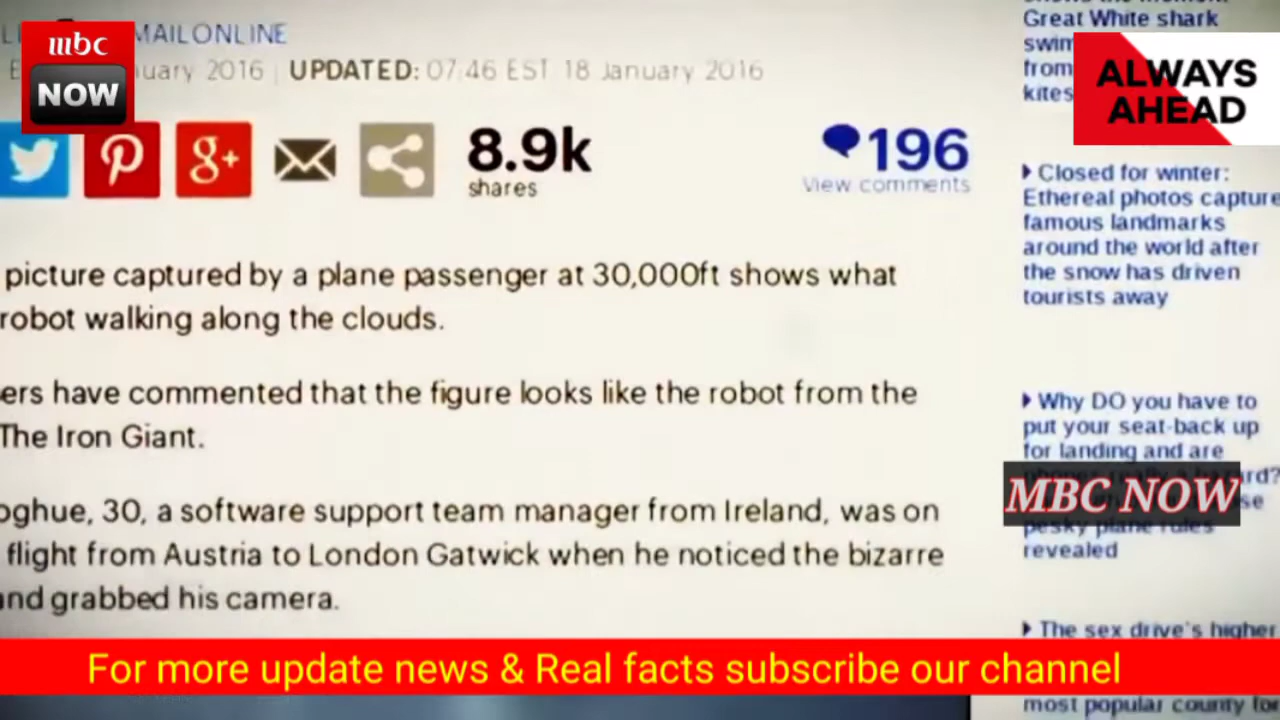 MAILONLINE
mbc
NOW
uary 2016 | UPDATED: 07:46 EST 18 January 2016
8.9k
shares
196
View comments
picture captured by a plane passenger at 30,000ft shows what
robot walking along the clouds.
ers have commented that the figure looks like the robot from the
The Iron Giant.
oghue, 30, a software support team manager from Ireland, was on
flight from Austria to London Gatwick when he noticed the bizarre
and grabbed his camera.
Great White shark
swim
from
kites
ALWAYS
AHEAD
Closed for winter:
Ethereal photos capture
famous landmarks
around the world after
the snow has driven
tourists away
Why DO you have to
put your seat-back up
for landing and are
MBC NOW
pesky plane rules
revealed
The sex drive's higher
most popular county for
For more update news & Real facts subscribe our channel